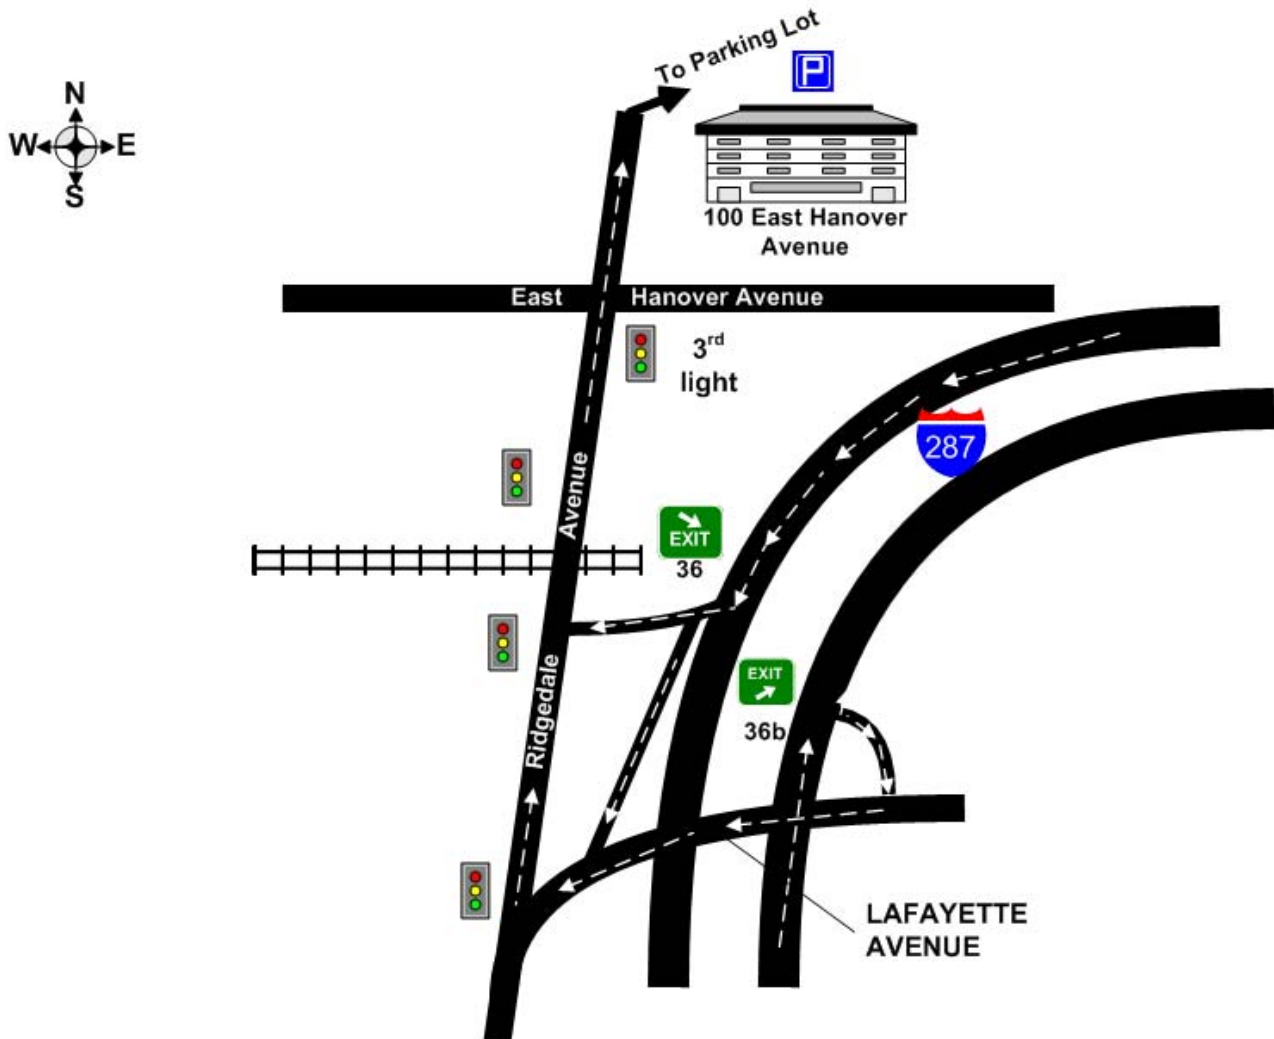 To Parking Lot
P
N
W E
S
100 East Hanover
Avenue
East Hanover Avenue
3rd
light
287
Avenue
EXIT
36
Ridgedale
EXIT
36b
LAFAYETTE
AVENUE